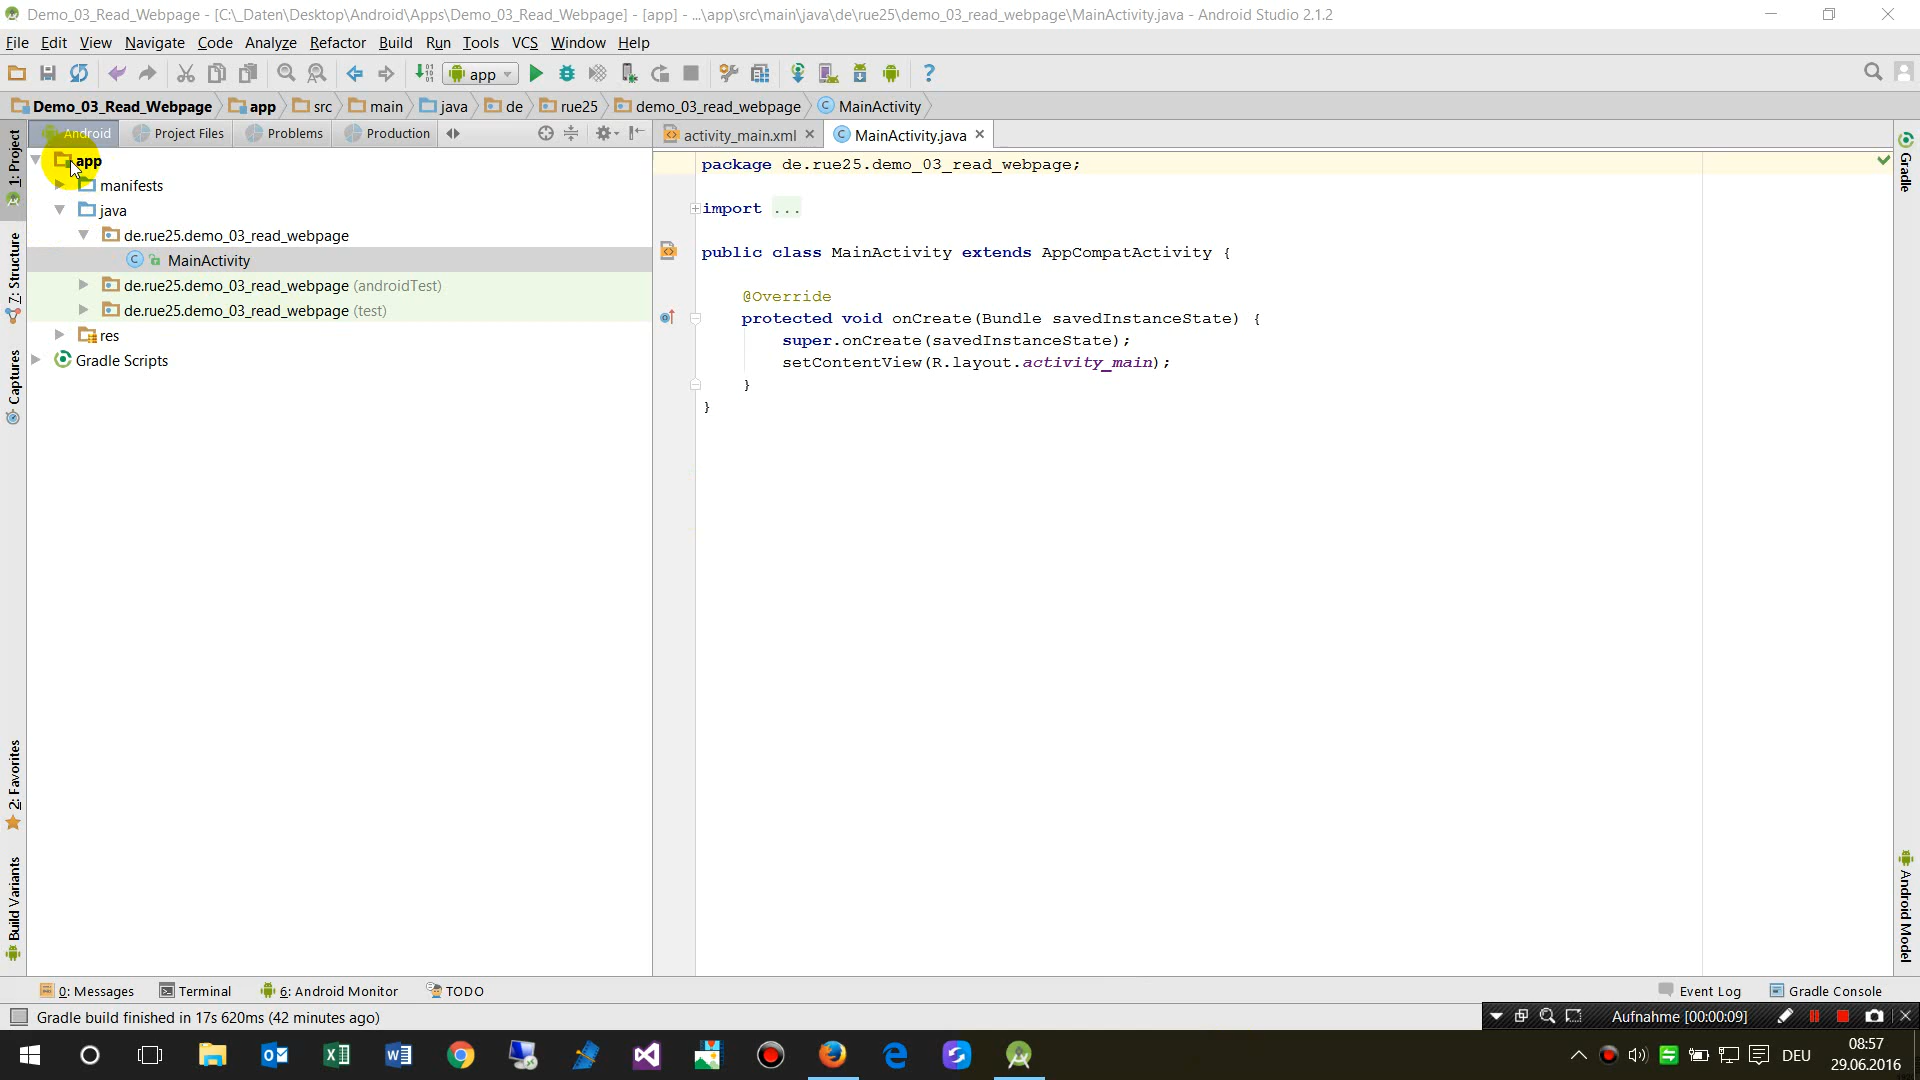 Demo_03_Read_Webpage - [C:\_Daten\Desktop\Android\Apps\Demo_03_Read_Webpage] - [app] - ...\app\src\main\java\de\rue25\demo_03_read_webpage\MainActivity.java - Android Studio 2.1.2
File Edit View Navigate Code Analyze Refactor Build Run Tools VCS Window Help
app
Demo_03_Read_Webpage app src main java de rue25 demo_03_read_webpage MainActivity
Android Project Files Problems Production
activity_main.xml MainActivity.java
1: Project
7: Structure
Captures
2: Favorites
Build Variants
app
manifests
java
de.rue25.demo_03_read_webpage
MainActivity
de.rue25.demo_03_read_webpage (androidTest)
de.rue25.demo_03_read_webpage (test)
res
Gradle Scripts
package de.rue25.demo_03_read_webpage;
import ...
public class MainActivity extends AppCompatActivity {
@Override
protected void onCreate(Bundle savedInstanceState) {
super.onCreate(savedInstanceState);
setContentView(R.layout.activity_main);
}
}
Gradle
Android Model
0: Messages Terminal 6: Android Monitor TODO Event Log Gradle Console
Gradle build finished in 17s 620ms (42 minutes ago)
Aufnahme [00:00:09]
DEU
08:57
29.06.2016